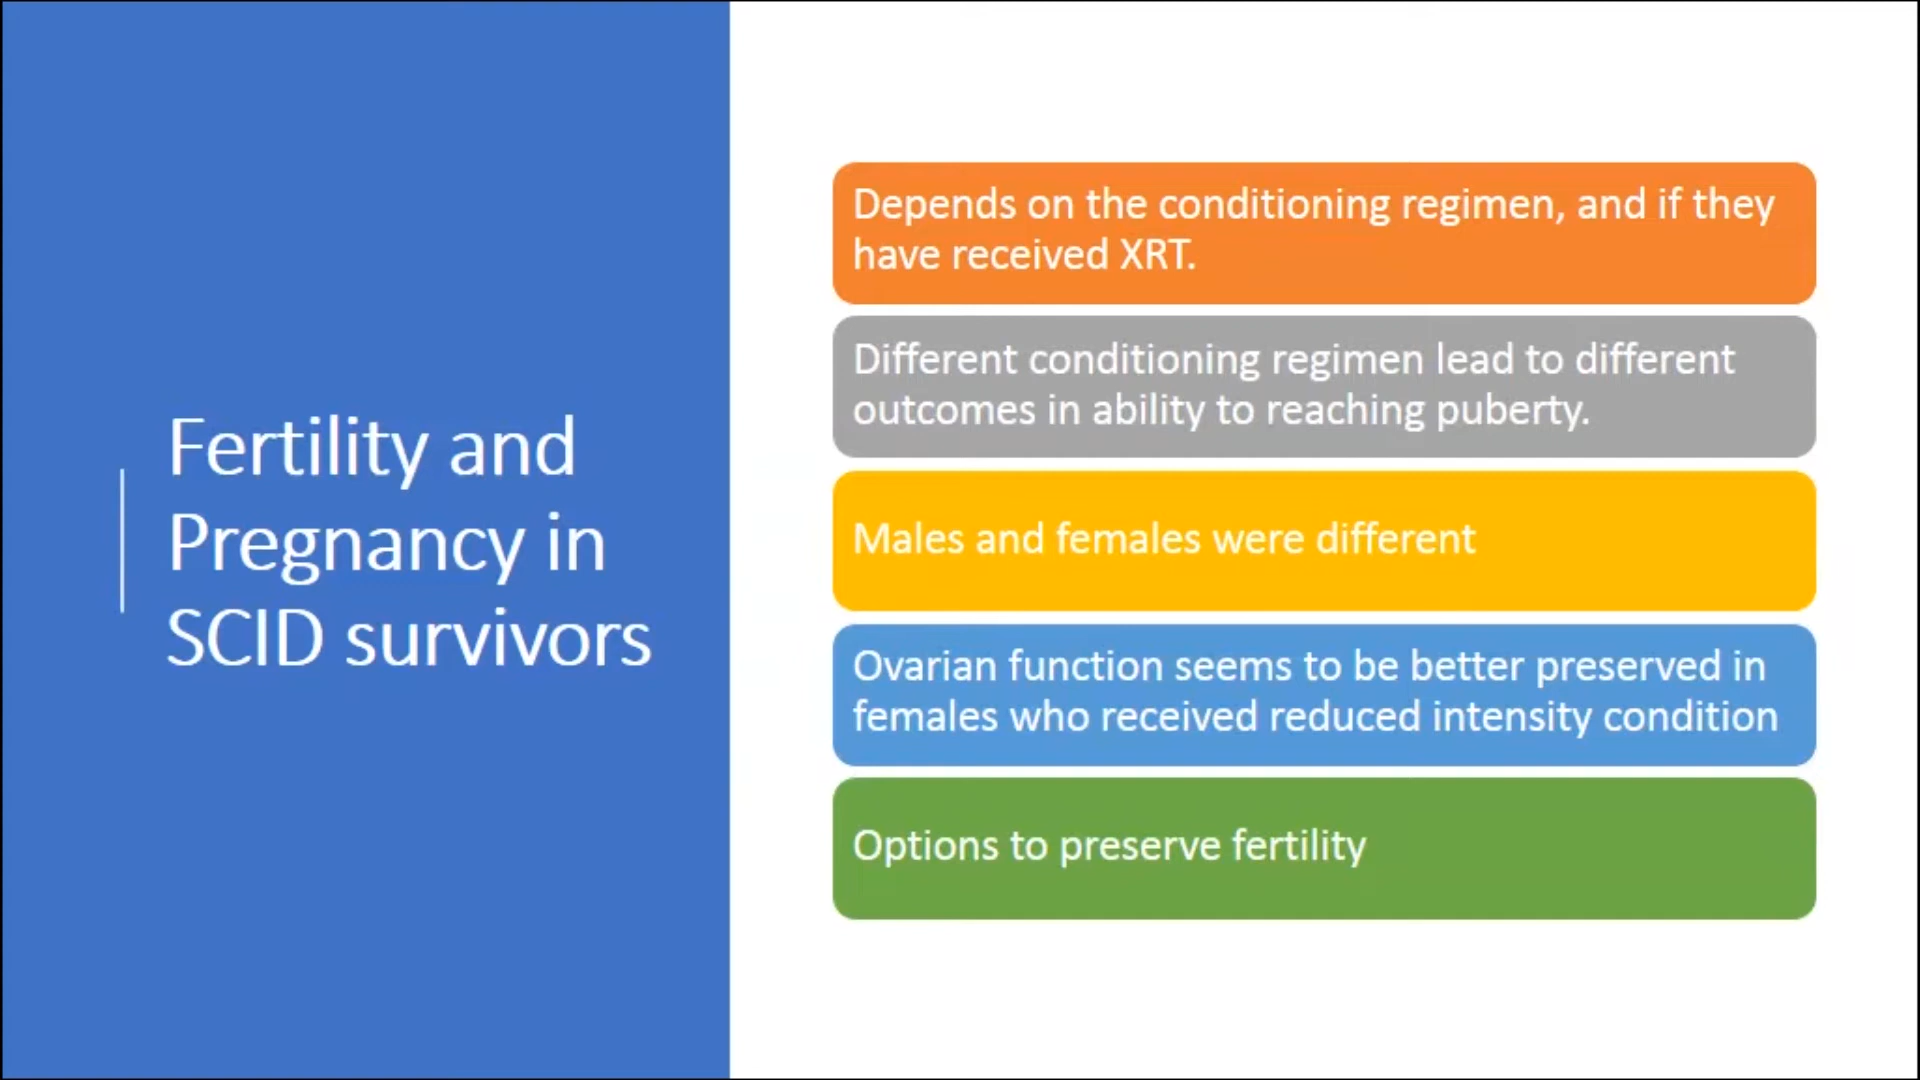 Fertility and
Pregnancy in
SCID survivors
Depends on the conditioning regimen, and if they
have received XRT.
Different conditioning regimen lead to different
outcomes in ability to reaching puberty.
Males and females were different
Ovarian function seems to be better preserved in
females who received reduced intensity condition
Options to preserve fertility